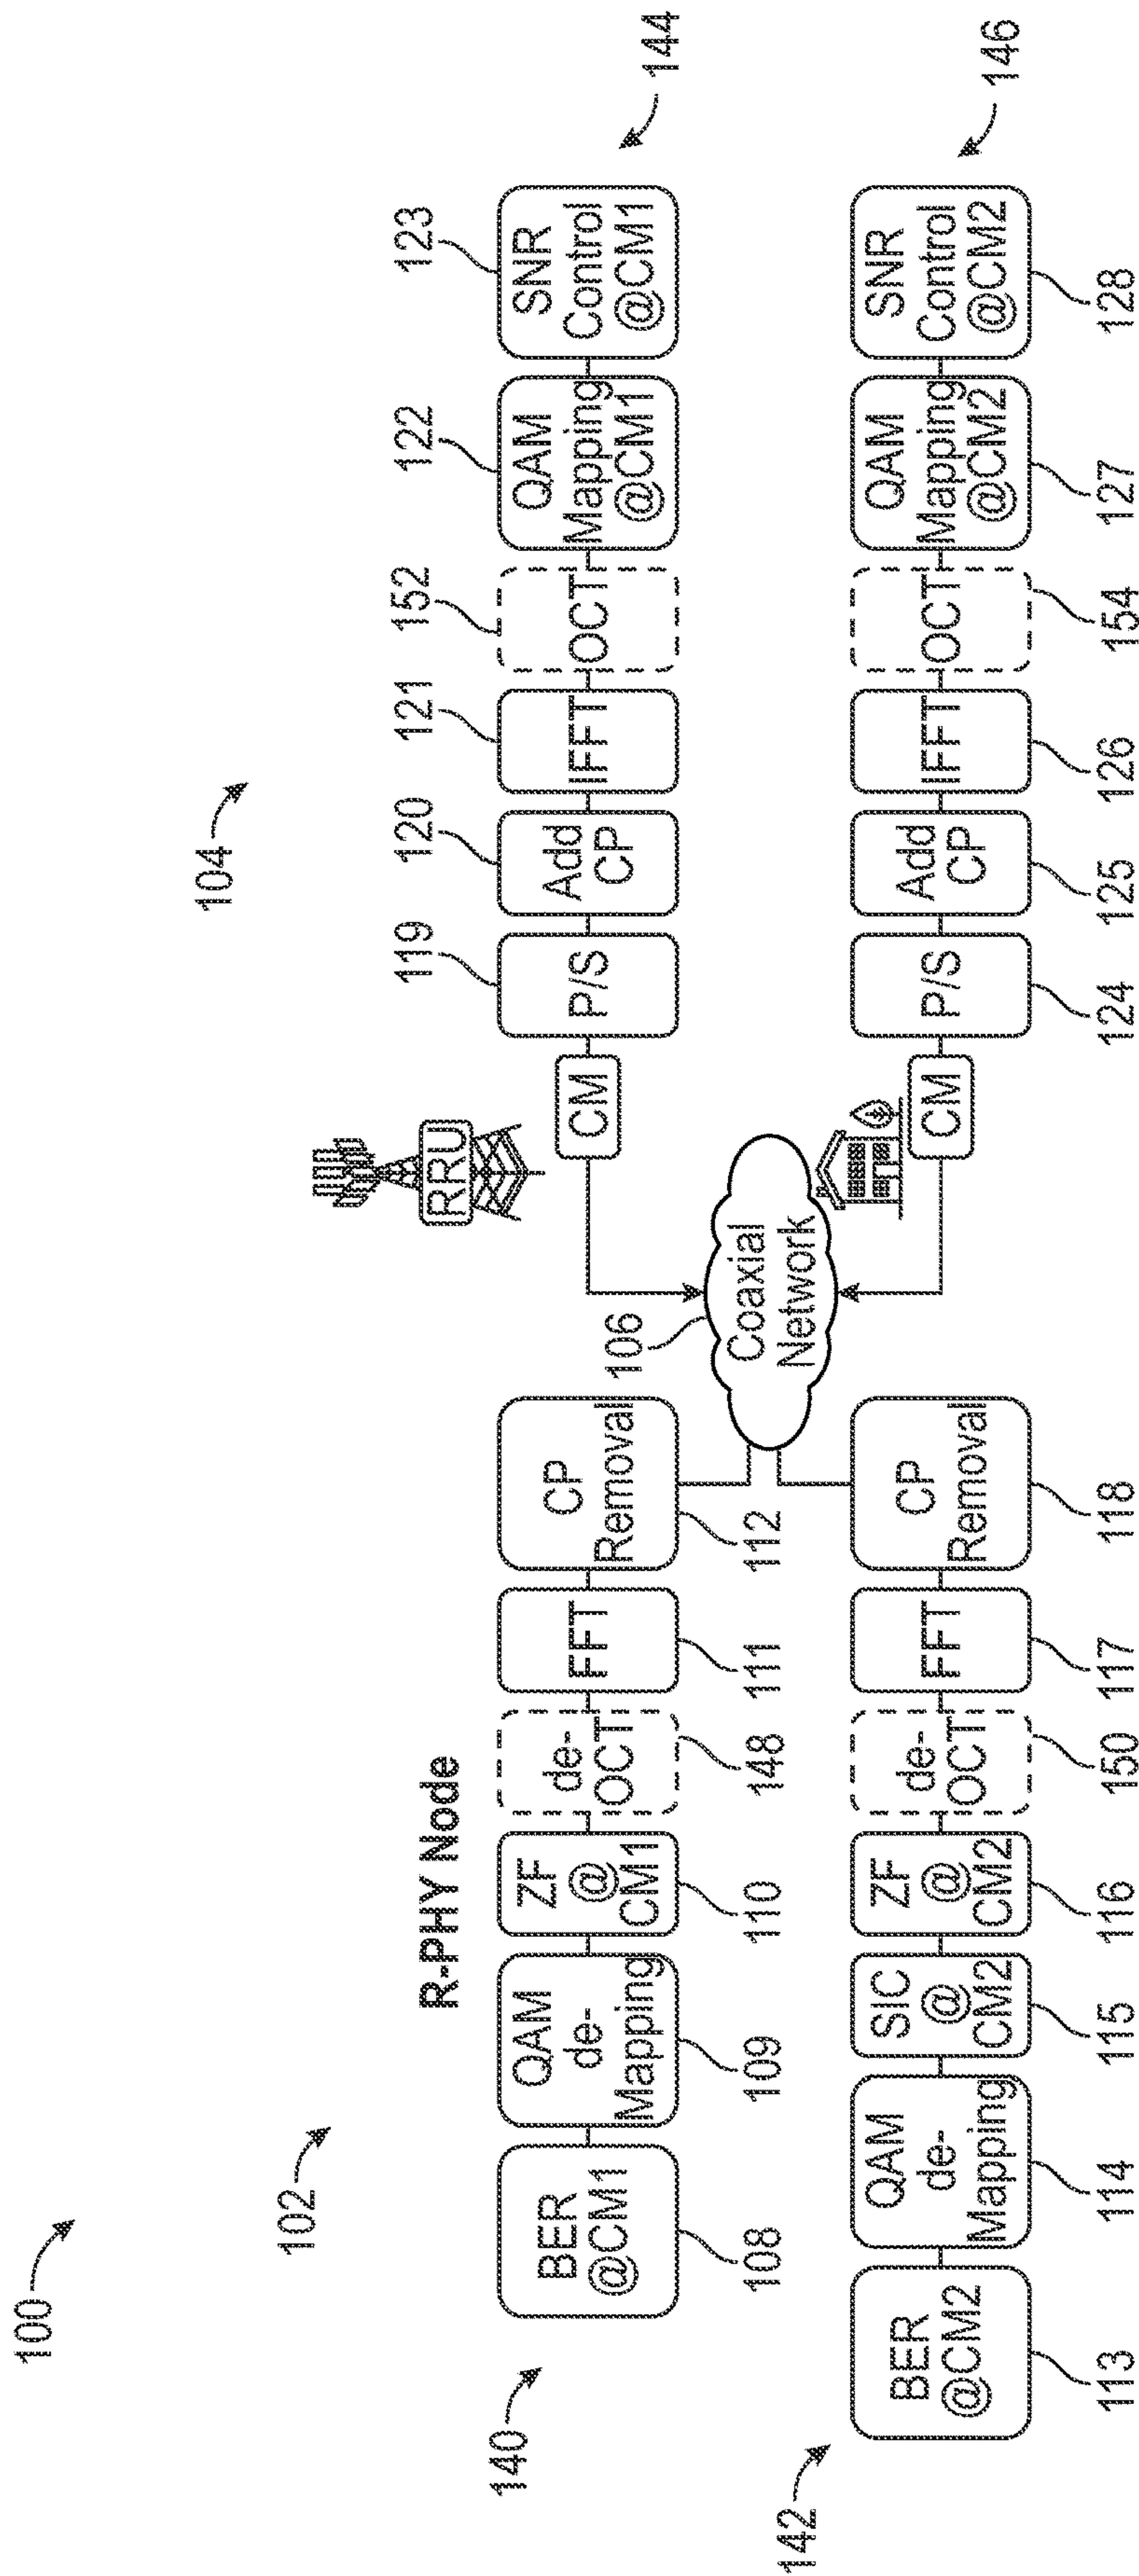 100
102
104
R-PHY Node
140
BER
@CM1
108
QAM
de-
Mapping
109
ZF
@
CM1
110
de-
OCT
148
FFT
111
CP
Removal
112
106
Coaxial
Network
RRU
CM
P/S
119
Add
CP
120
IFFT
121
OCT
152
QAM
Mapping
@CM1
122
SNR
Control
@CM1
123
144
142
BER
@CM2
113
QAM
de-
Mapping
114
SIC
@
CM2
115
ZF
@
CM2
116
de-
OCT
150
FFT
117
CP
Removal
118
CM
P/S
124
Add
CP
125
IFFT
126
OCT
154
QAM
Mapping
@CM2
127
SNR
Control
@CM2
128
146